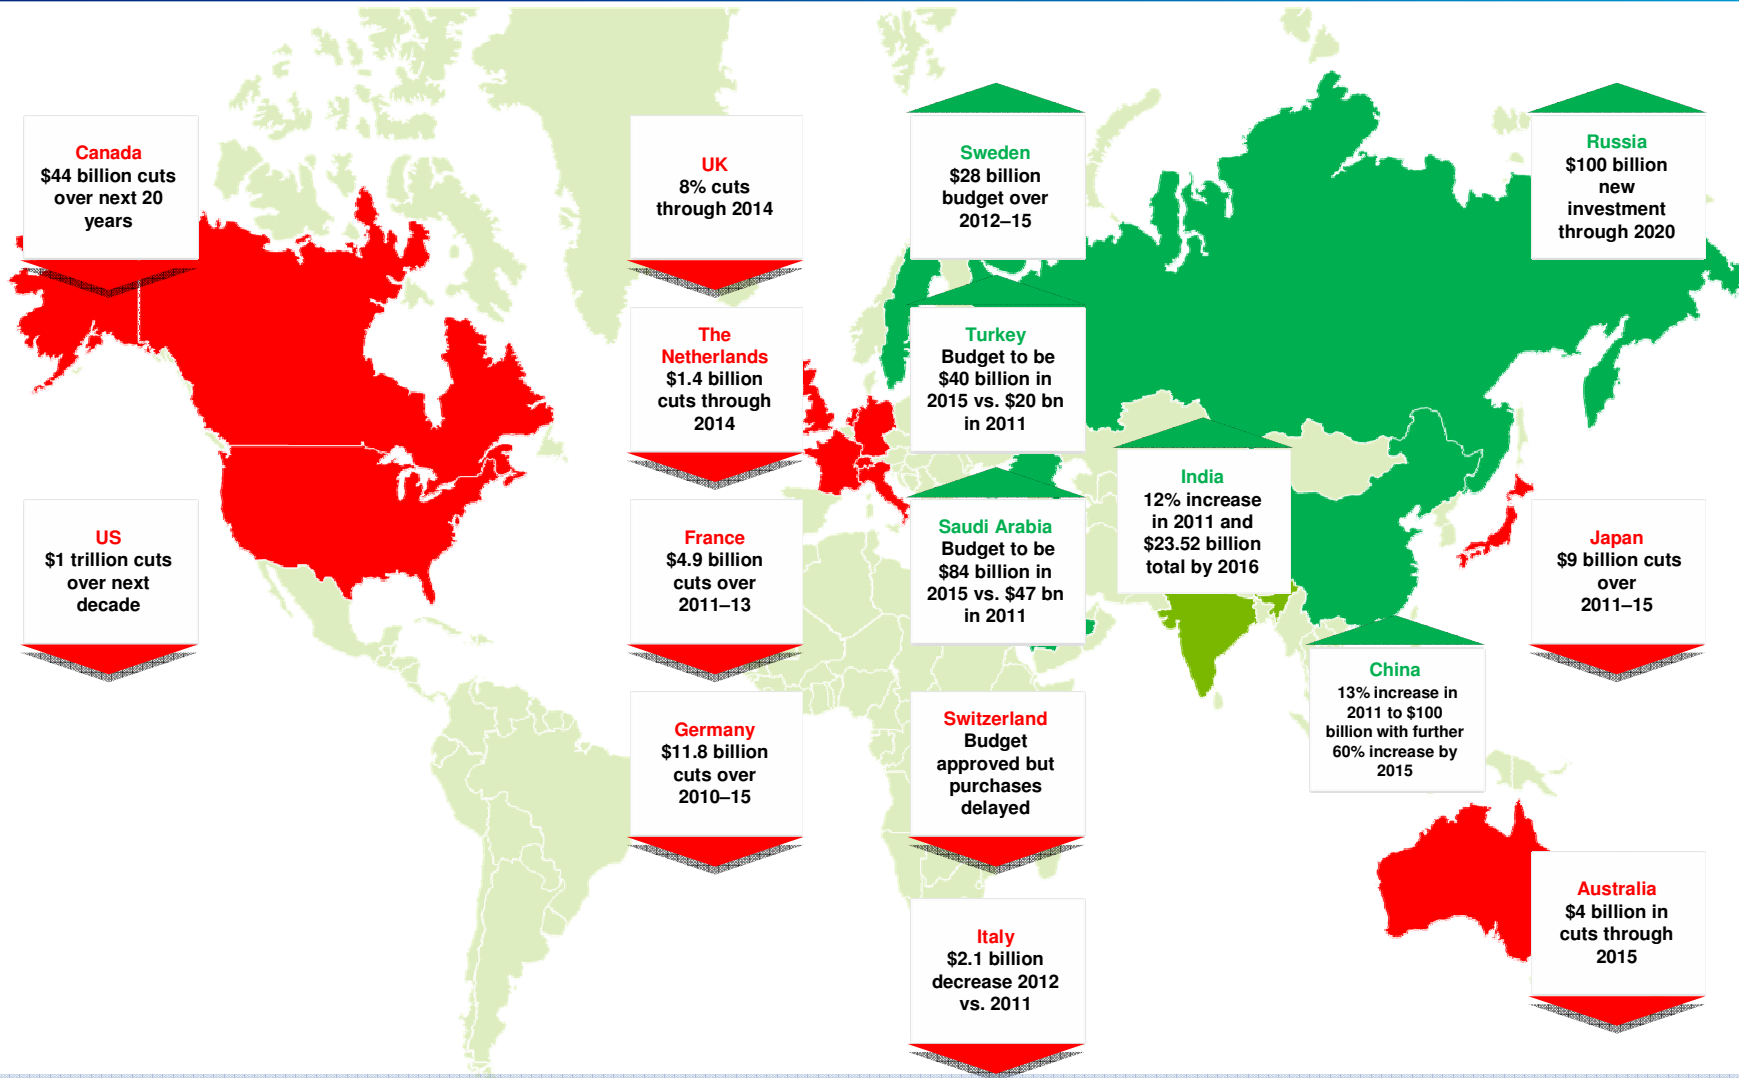 Canada
$44 billion cuts
over next 20
years
UK
8% cuts
through 2014
Sweden
$28 billion
budget over
2012–15
Russia
$100 billion
new
investment
through 2020
The
Netherlands
$1.4 billion
cuts through
2014
Turkey
Budget to be
$40 billion in
2015 vs. $20 bn
in 2011
India
12% increase
in 2011 and
$23.52 billion
total by 2016
US
$1 trillion cuts
over next
decade
France
$4.9 billion
cuts over
2011–13
Saudi Arabia
Budget to be
$84 billion in
2015 vs. $47 bn
in 2011
Japan
$9 billion cuts
over
2011–15
China
13% increase in
2011 to $100
billion with further
60% increase by
2015
Germany
$11.8 billion
cuts over
2010–15
Switzerland
Budget
approved but
purchases
delayed
Australia
$4 billion in
cuts through
2015
Italy
$2.1 billion
decrease 2012
vs. 2011